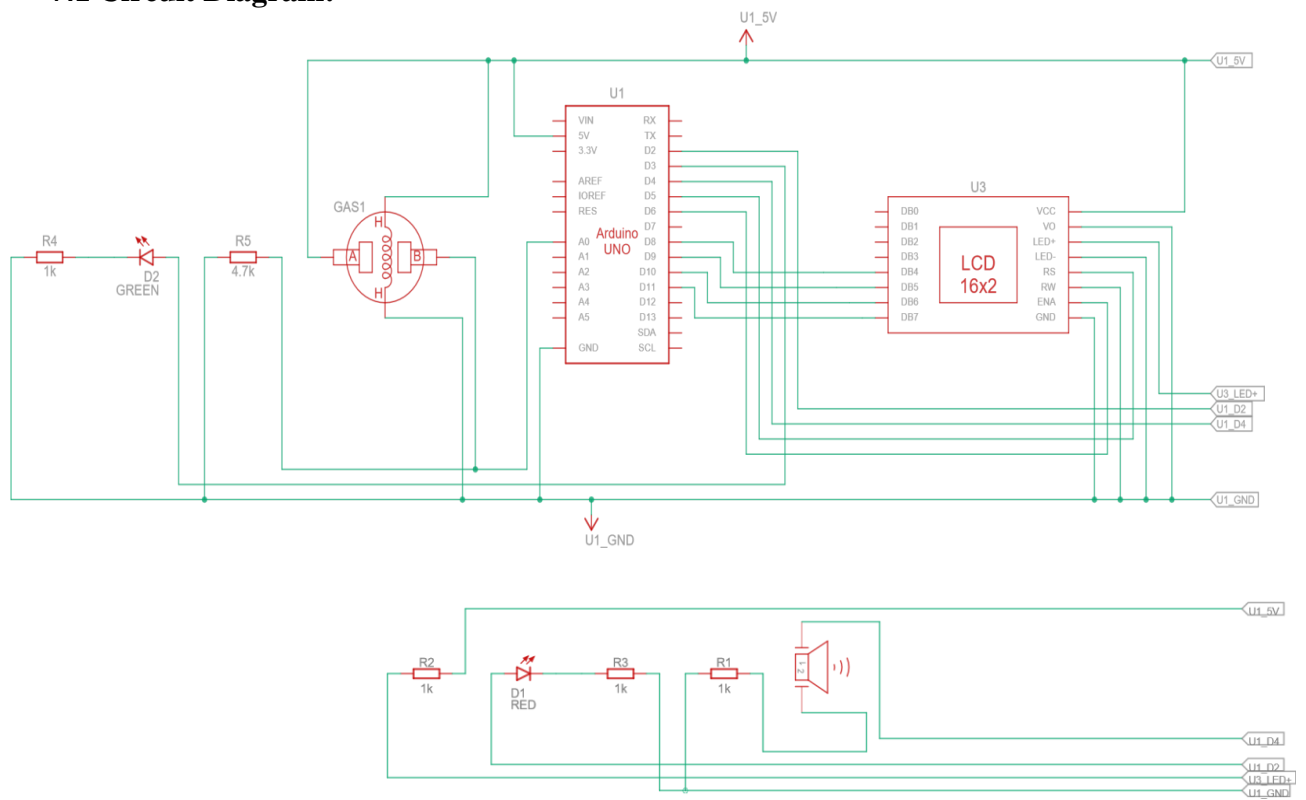 U1_5V
U1_5V
U1
VIN
5V
3.3V
AREF
IOREF
RES
A0
A1
A2
A3
A4
A5
GND
RX
TX
D2
D3
D4
D5
D6
D7
D8
D9
D10
D11
D12
D13
SDA
SCL
Arduino
UNO
GAS1
H
A
B
H
R4
1k
D2
GREEN
R5
4.7k
U3
DB0
DB1
DB2
DB3
DB4
DB5
DB6
DB7
VCC
VO
LED+
LED-
RS
RW
ENA
GND
LCD
16x2
U3_LED+
U1_D2
U1_D4
U1_GND
U1_GND
U1_5V
R2
1k
D1
RED
R3
1k
R1
1k
1 2
U1_D4
U1_D2
U3_LED+
U1_GND